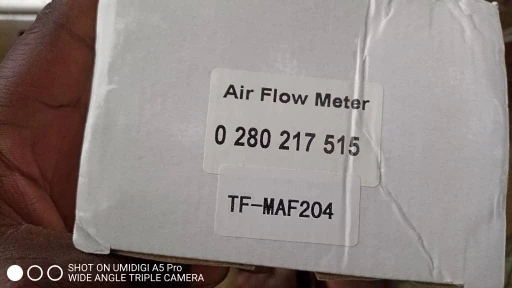 Air Flow Meter
0 280 217 515
TF-MAF204
SHOT ON UMIDIGI A5 Pro
WIDE ANGLE TRIPLE CAMERA